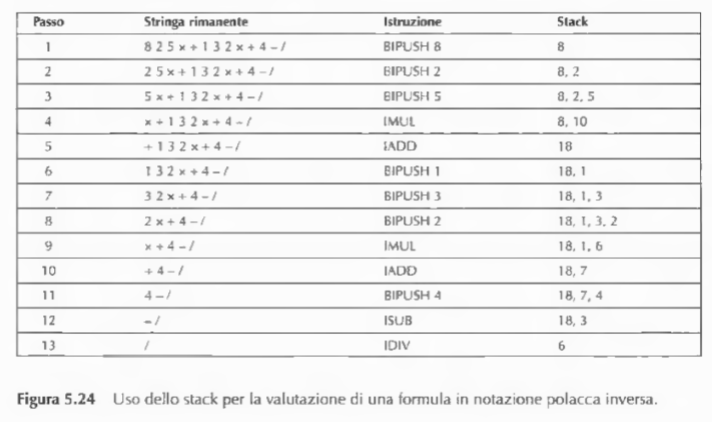 Passo Stringa rimanente Istruzione Stack
1 8 2 5 × + 1 3 2 × + 4 – / BIPUSH 8 8
2 2 5 × + 1 3 2 × + 4 – / BIPUSH 2 8, 2
3 5 × + 1 3 2 × + 4 – / BIPUSH 5 8, 2, 5
4 × + 1 3 2 × + 4 – / IMUL 8, 10
5 + 1 3 2 × + 4 – / IADD 18
6 1 3 2 × + 4 – / BIPUSH 1 18, 1
7 3 2 × + 4 – / BIPUSH 3 18, 1, 3
8 2 × + 4 – / BIPUSH 2 18, 1, 3, 2
9 × + 4 – / IMUL 18, 1, 6
10 + 4 – / IADD 18, 7
11 4 – / BIPUSH 4 18, 7, 4
12 – / ISUB 18, 3
13 / IDIV 6
Figura 5.24 Uso dello stack per la valutazione di una formula in notazione polacca inversa.